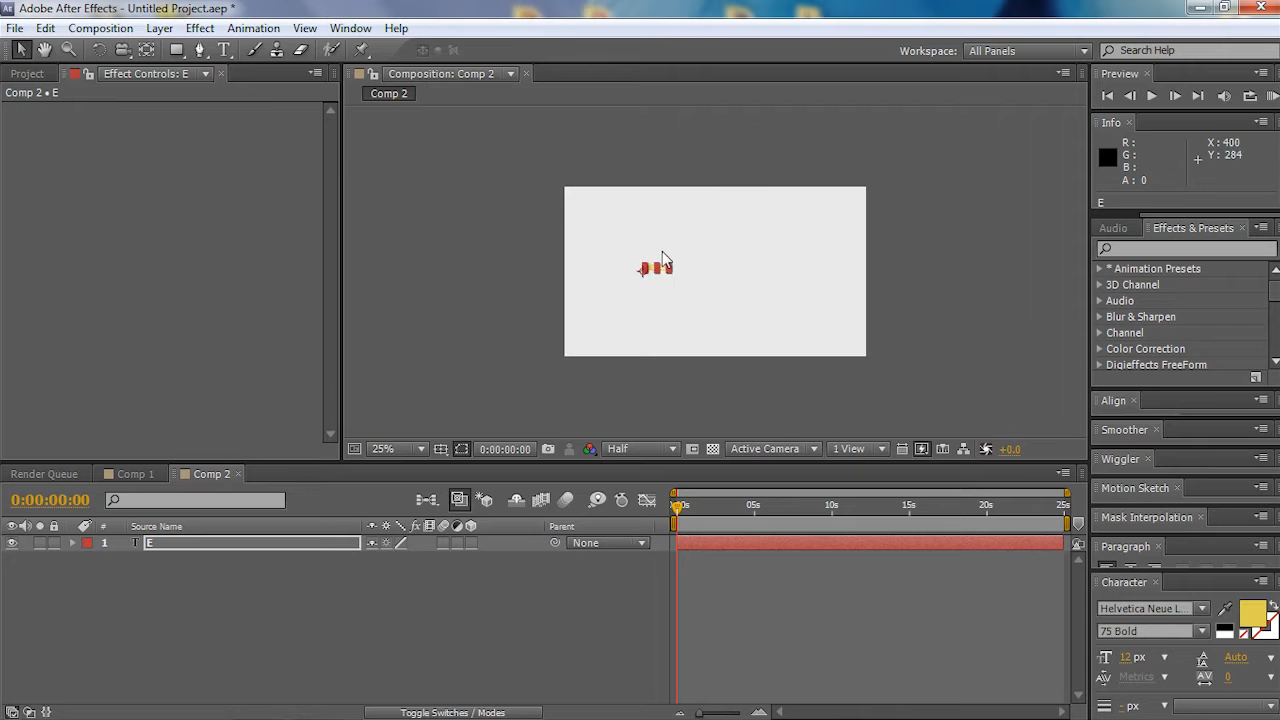 Adobe After Effects - Untitled Project.aep *
File Edit Composition Layer Effect Animation View Window Help
Workspace: All Panels Search Help
Project Effect Controls: E Composition: Comp 2 Preview
Comp 2 • E Comp 2
Info
R: X: 400
G: Y: 284
B:
A: 0
E
Audio Effects & Presets
* Animation Presets
3D Channel
Audio
Blur & Sharpen
Channel
Color Correction
Digieffects FreeForm
Align
Smoother
25% 0:00:00:00 Half Active Camera 1 View +0.0
Wiggler
Render Queue Comp 1 Comp 2
Motion Sketch
0:00:00:00 05s 10s 15s 20s 25s
Mask Interpolation
# Source Name fx Parent
1 T E None
Paragraph
Character
Helvetica Neue L...
75 Bold
12 px Auto
Metrics 0
- px
Toggle Switches / Modes